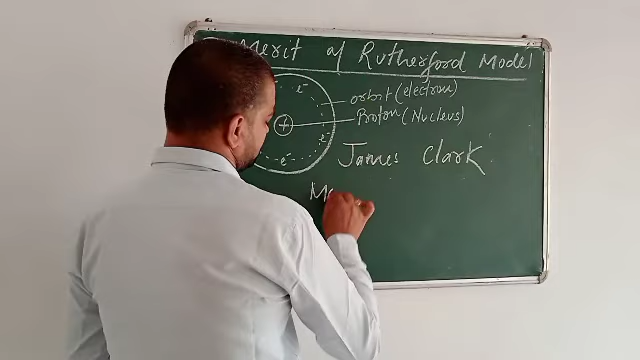 Merit of Rutherford Model
e⁻
orbit (electron)
+
Proton (Nucleus)
e⁻
e⁻
James Clark